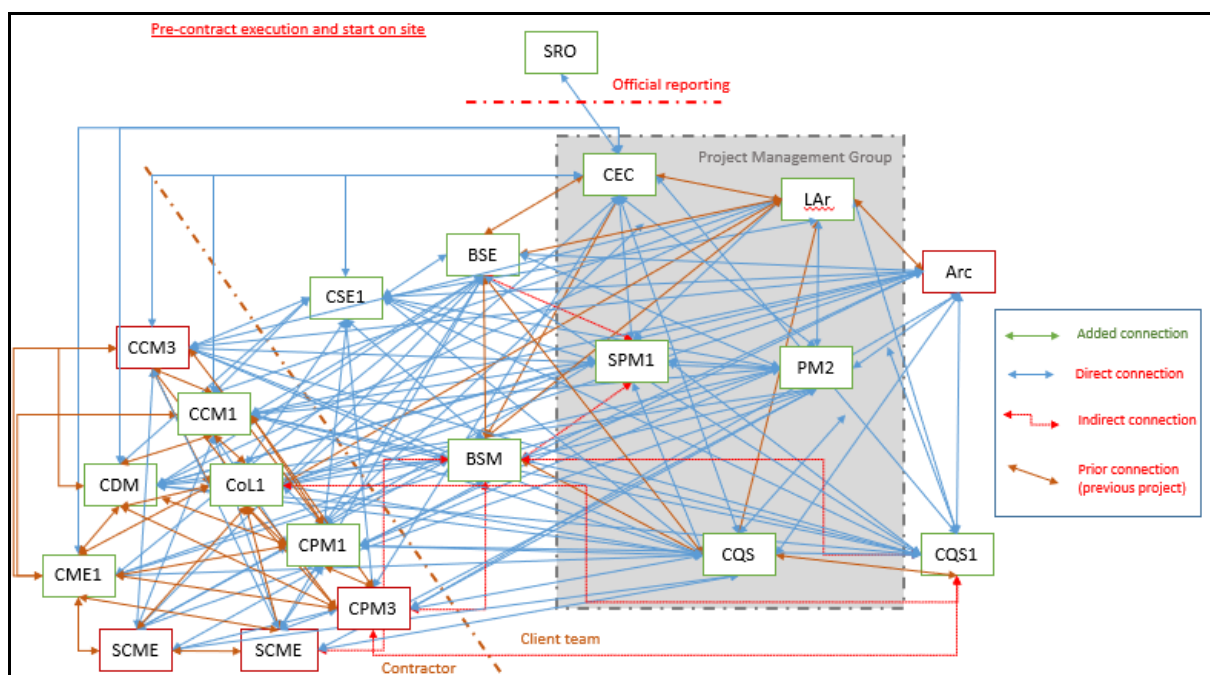 Pre-contract execution and start on site
SRO
Official reporting
Project Management Group
CEC
LAr
BSE
Arc
CSE1
CCM3
SPM1
PM2
Added connection
Direct connection
Indirect connection
Prior connection
(previous project)
CCM1
BSM
CDM
CoL1
CPM1
CQS
CQS1
CME1
CPM3
Client team
SCME
SCME
Contractor